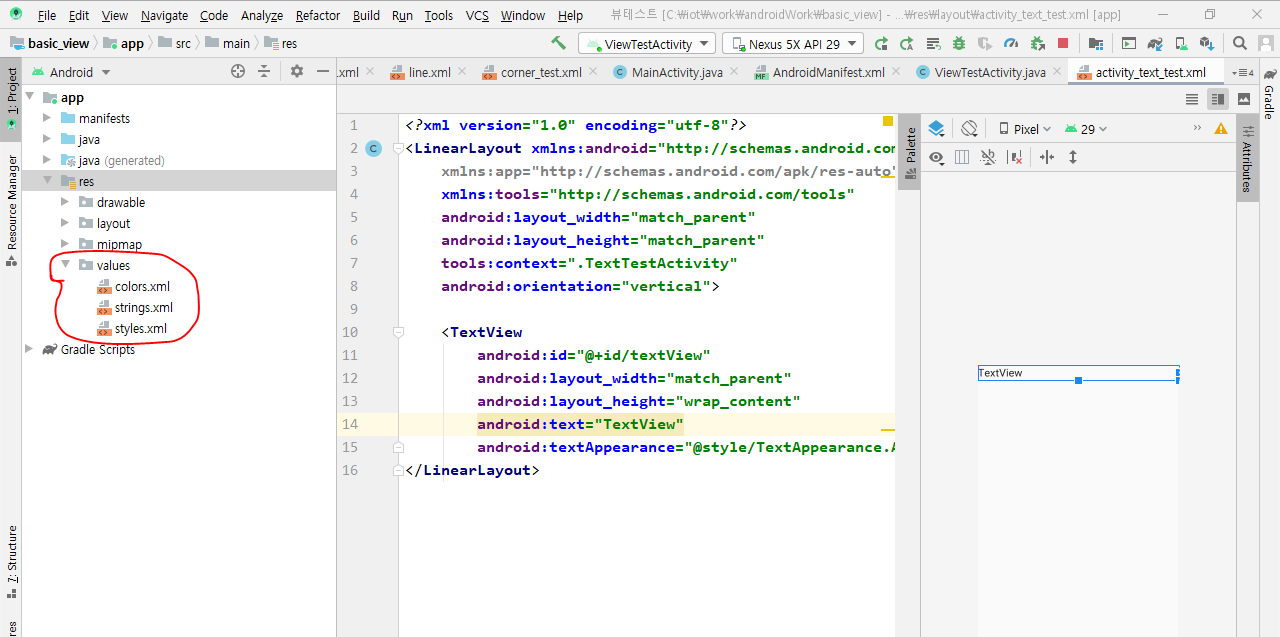 File Edit View Navigate Code Analyze Refactor Build Run Tools VCS Window Help 뷰테스트 [C:₩iot₩work₩androidWork₩basic_view] - ...₩res₩layout₩activity_text_test.xml [app]
basic_view app src main res ViewTestActivity Nexus 5X API 29
1: Project
Resource Manager
7: Structure
Android
app
manifests
java
java (generated)
res
drawable
layout
mipmap
values
colors.xml
strings.xml
styles.xml
Gradle Scripts
.xml line.xml corner_test.xml MainActivity.java AndroidManifest.xml ViewTestActivity.java activity_text_test.xml 4
1 <?xml version="1.0" encoding="utf-8"?>
2 <LinearLayout xmlns:android="http://schemas.android.com
3 xmlns:app="http://schemas.android.com/apk/res-auto"
4 xmlns:tools="http://schemas.android.com/tools"
5 android:layout_width="match_parent"
6 android:layout_height="match_parent"
7 tools:context=".TextTestActivity"
8 android:orientation="vertical">
9
10 <TextView
11 android:id="@+id/textView"
12 android:layout_width="match_parent"
13 android:layout_height="wrap_content"
14 android:text="TextView"
15 android:textAppearance="@style/TextAppearance.A
16 </LinearLayout>
Palette
Pixel 29
TextView
Attributes
Gradle